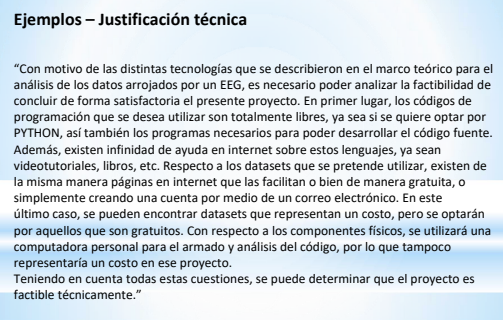 Ejemplos – Justificación técnica
“Con motivo de las distintas tecnologías que se describieron en el marco teórico para el
análisis de los datos arrojados por un EEG, es necesario poder analizar la factibilidad de
concluir de forma satisfactoria el presente proyecto. En primer lugar, los códigos de
programación que se desea utilizar son totalmente libres, ya sea si se quiere optar por
PYTHON, así también los programas necesarios para poder desarrollar el código fuente.
Además, existen infinidad de ayuda en internet sobre estos lenguajes, ya sean
videotutoriales, libros, etc. Respecto a los datasets que se pretende utilizar, existen de
la misma manera páginas en internet que las facilitan o bien de manera gratuita, o
simplemente creando una cuenta por medio de un correo electrónico. En este
último caso, se pueden encontrar datasets que representan un costo, pero se optarán
por aquellos que son gratuitos. Con respecto a los componentes físicos, se utilizará una
computadora personal para el armado y análisis del código, por lo que tampoco
representaría un costo en ese proyecto.
Teniendo en cuenta todas estas cuestiones, se puede determinar que el proyecto es
factible técnicamente.”